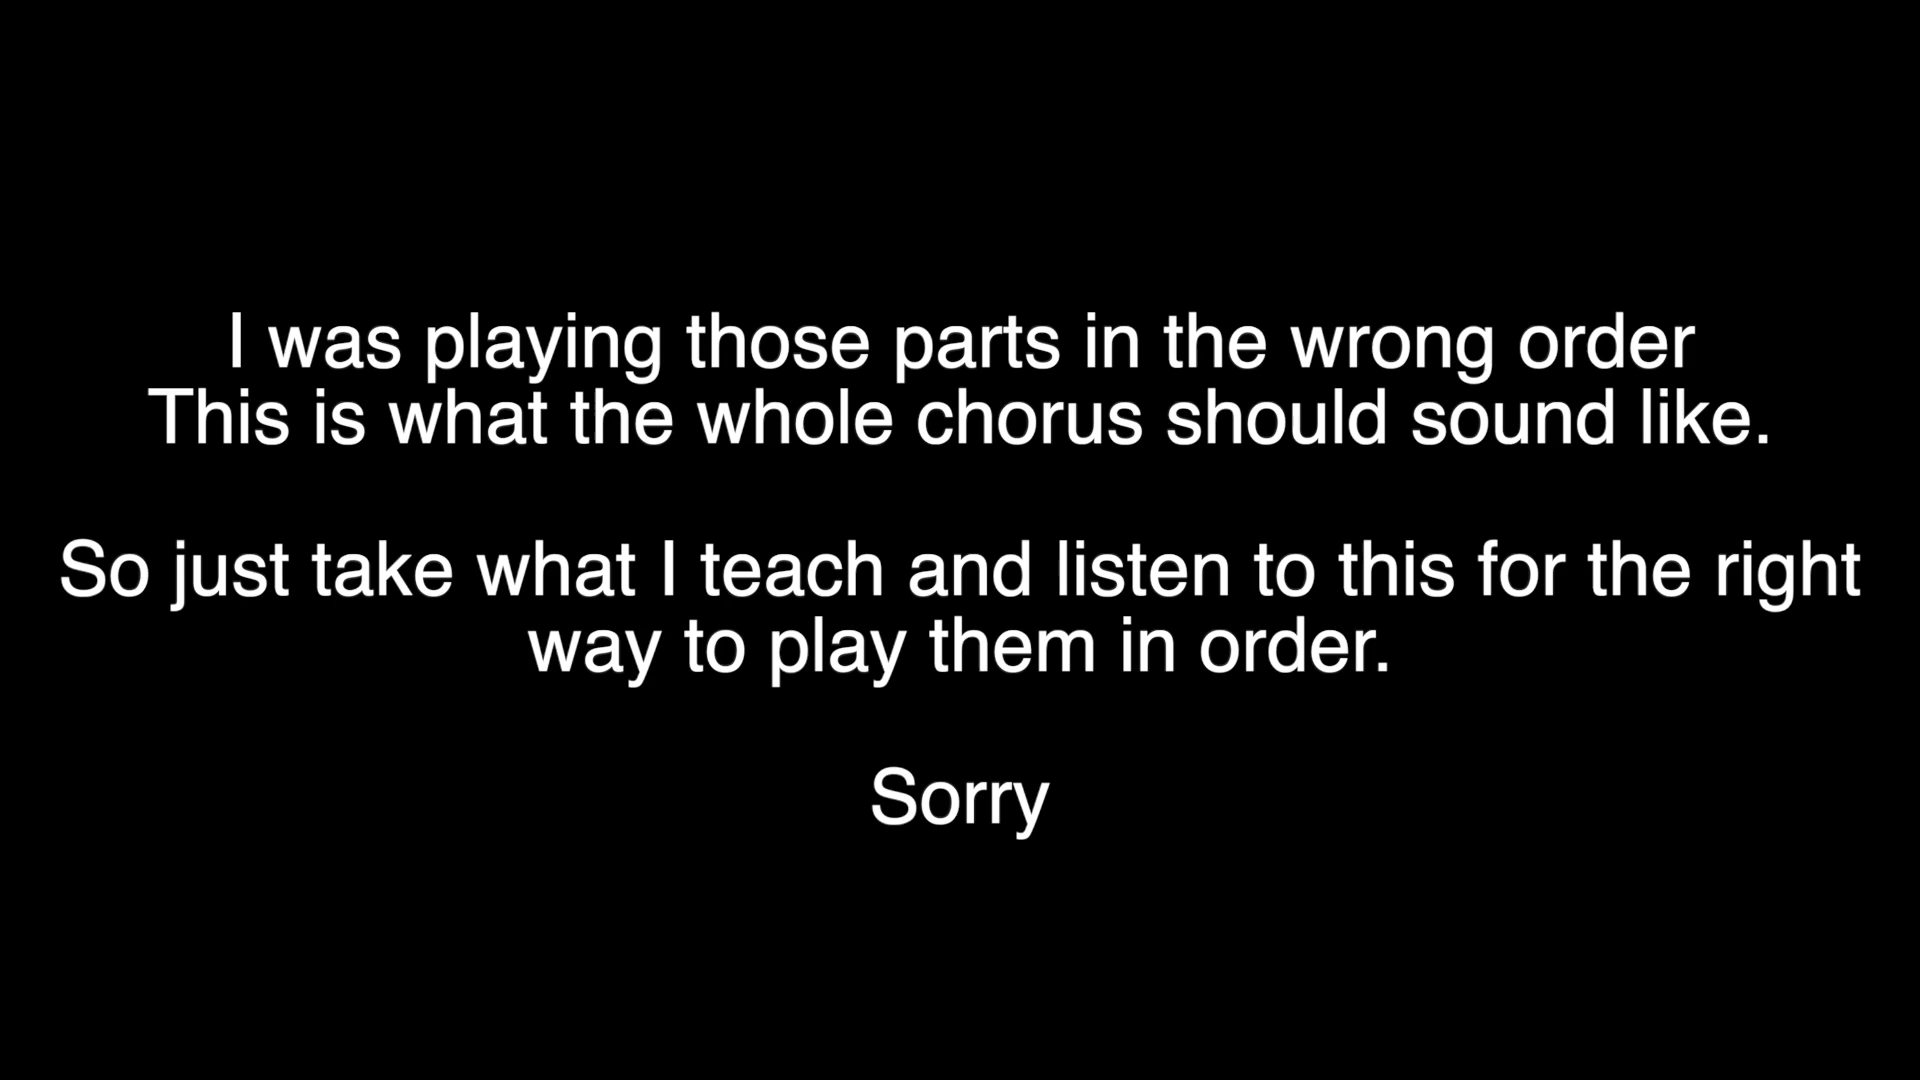 I was playing those parts in the wrong order
This is what the whole chorus should sound like.
So just take what I teach and listen to this for the right
way to play them in order.
Sorry